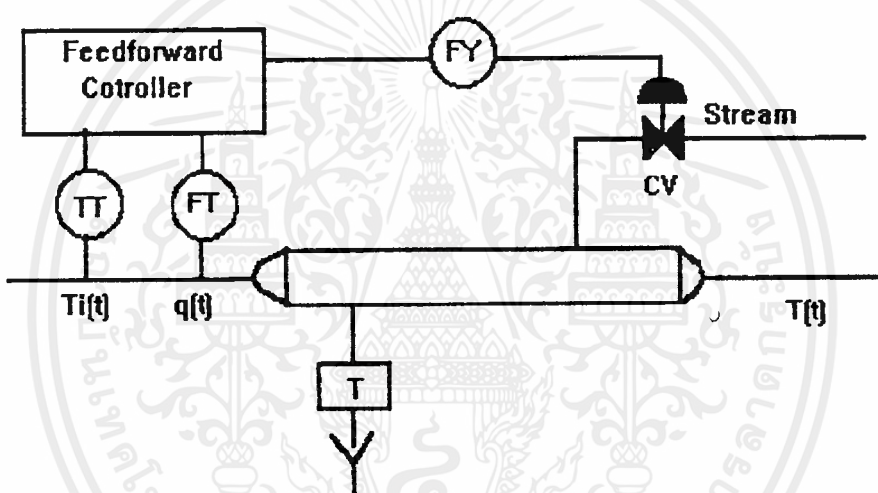 Feedforward
Cotroller
FY
Stream
CV
TT
FT
Ti(t)
q(t)
T(t)
T